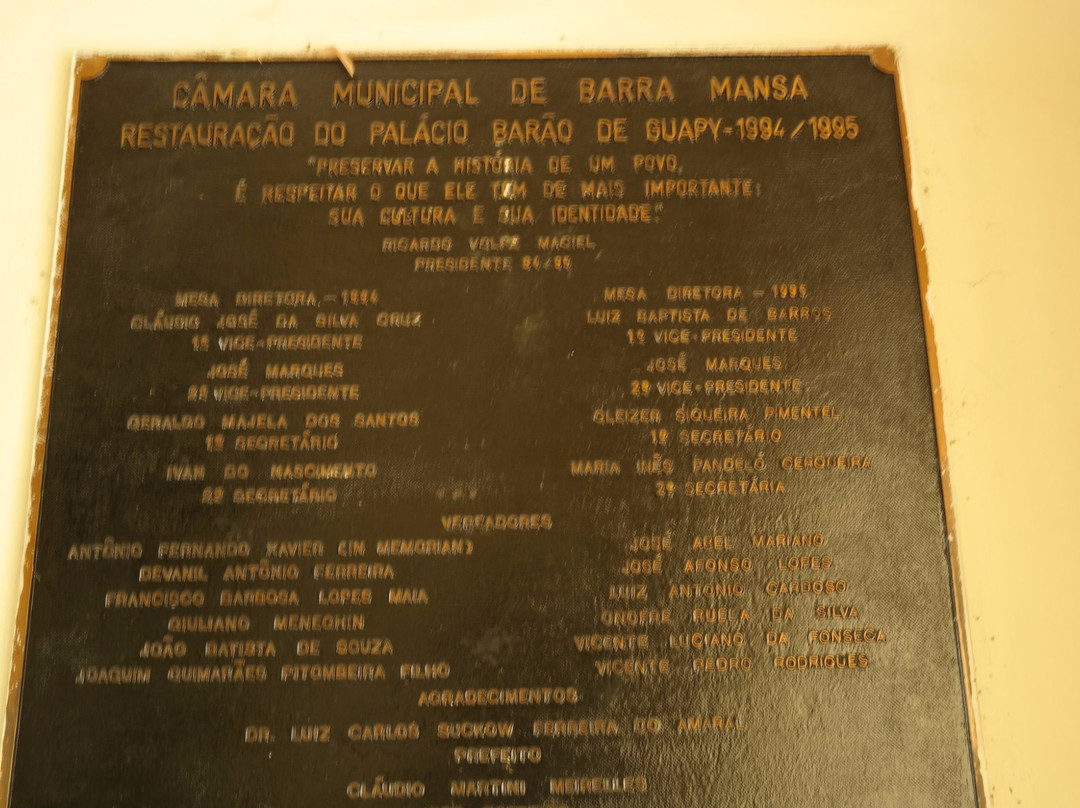 CÂMARA MUNICIPAL DE BARRA MANSA
RESTAURAÇÃO DO PALÁCIO BARÃO DE GUAPY-1994/1995
"PRESERVAR A HISTÓRIA DE UM POVO,
É RESPEITAR O QUE ELE TEM DE MAIS IMPORTANTE:
SUA CULTURA E SUA IDENTIDADE."
RICARDO VOLPE MACIEL
PRESIDENTE 94/95
MESA DIRETORA - 1994
CLÁUDIO JOSÉ DA SILVA CRUZ
1º VICE-PRESIDENTE
JOSÉ MARQUES
2º VICE-PRESIDENTE
GERALDO MAJELA DOS SANTOS
1º SECRETÁRIO
IVAN DO NASCIMENTO
2º SECRETÁRIO
MESA DIRETORA - 1995
LUIZ BAPTISTA DE BARROS
1º VICE-PRESIDENTE
JOSÉ MARQUES
2º VICE-PRESIDENTE
GLEIZER SIQUEIRA PIMENTEL
1º SECRETÁRIO
MARIA INÊS PANDELÓ CERQUEIRA
2ª SECRETÁRIA
VEREADORES
ANTÔNIO FERNANDO XAVIER (IN MEMORIAN)
DEVANIL ANTÔNIO FERREIRA
FRANCISCO BARBOSA LOPES MAIA
GIULIANO MENEGHIN
JOÃO BATISTA DE SOUZA
JOAQUIM GUIMARÃES PITOMBEIRA FILHO
JOSÉ ABEL MARIANO
JOSÉ AFONSO LOPES
LUIZ ANTONIO CARDOSO
ONOFRE RUELA DA SILVA
VICENTE LUCIANO DA FONSECA
VICENTE PEDRO RODRIGUES
AGRADECIMENTOS
DR. LUIZ CARLOS BUCKOW FERREIRA DO AMARAL
PREFEITO
CLÁUDIO MARTINI MEIRELLES